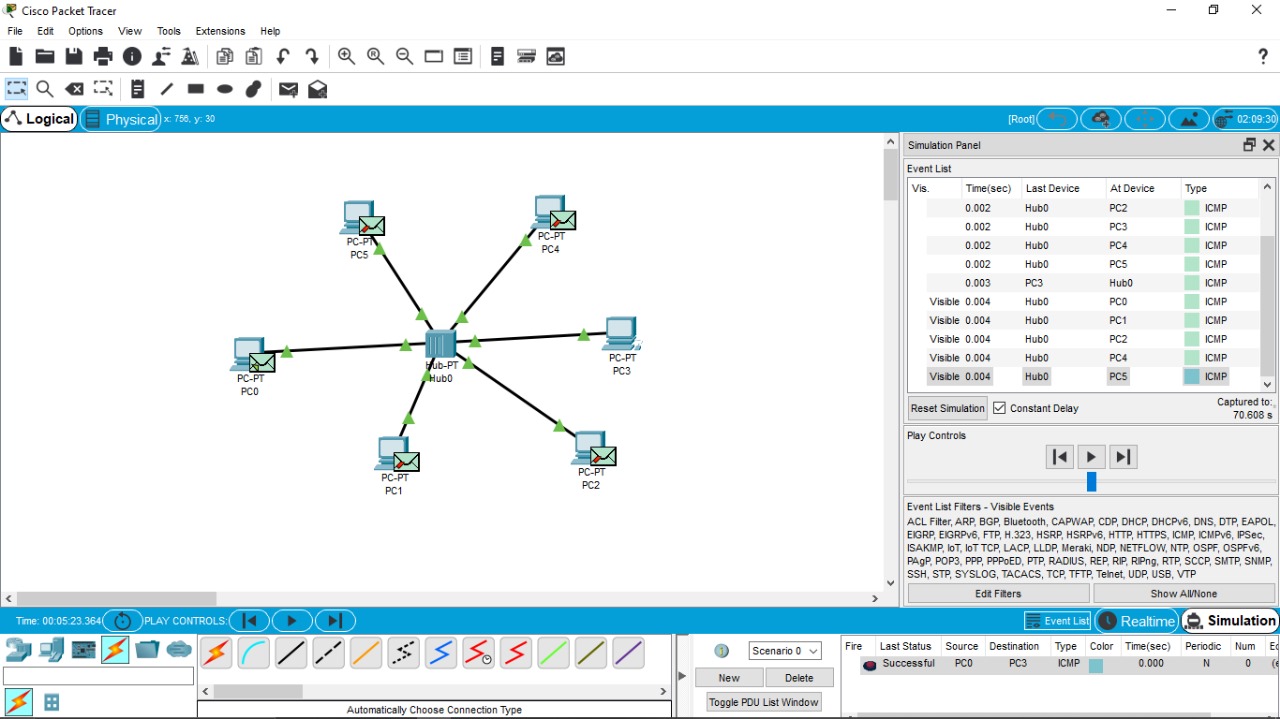 Cisco Packet Tracer
File Edit Options View Tools Extensions Help
Logical Physical x: 756, y: 30 [Root] 02:09:30
Simulation Panel
Event List
Vis. Time(sec) Last Device At Device Type
0.002 Hub0 PC2 ICMP
0.002 Hub0 PC3 ICMP
0.002 Hub0 PC4 ICMP
0.002 Hub0 PC5 ICMP
0.003 PC3 Hub0 ICMP
Visible 0.004 Hub0 PC0 ICMP
Visible 0.004 Hub0 PC1 ICMP
Visible 0.004 Hub0 PC2 ICMP
Visible 0.004 Hub0 PC4 ICMP
Visible 0.004 Hub0 PC5 ICMP
Reset Simulation Constant Delay Captured to:
70.608 s
Play Controls
Event List Filters - Visible Events
ACL Filter, ARP, BGP, Bluetooth, CAPWAP, CDP, DHCP, DHCPv6, DNS, DTP, EAPOL,
EIGRP, EIGRPv6, FTP, H.323, HSRP, HSRPv6, HTTP, HTTPS, ICMP, ICMPv6, IPSec,
ISAKMP, IoT, IoT TCP, LACP, LLDP, Meraki, NDP, NETFLOW, NTP, OSPF, OSPFv6,
PAgP, POP3, PPP, PPPoED, PTP, RADIUS, REP, RIP, RIPng, RTP, SCCP, SMTP, SNMP,
SSH, STP, SYSLOG, TACACS, TCP, TFTP, Telnet, UDP, USB, VTP
Edit Filters Show All/None
PC-PT
PC5
PC-PT
PC4
PC-PT
PC3
PC-PT
PC0
Hub-PT
Hub0
PC-PT
PC1
PC-PT
PC2
Time: 00:05:23.364 PLAY CONTROLS: Event List Realtime Simulation
Automatically Choose Connection Type
Scenario 0
New Delete
Toggle PDU List Window
Fire Last Status Source Destination Type Color Time(sec) Periodic Num
Successful PC0 PC3 ICMP 0.000 N 0